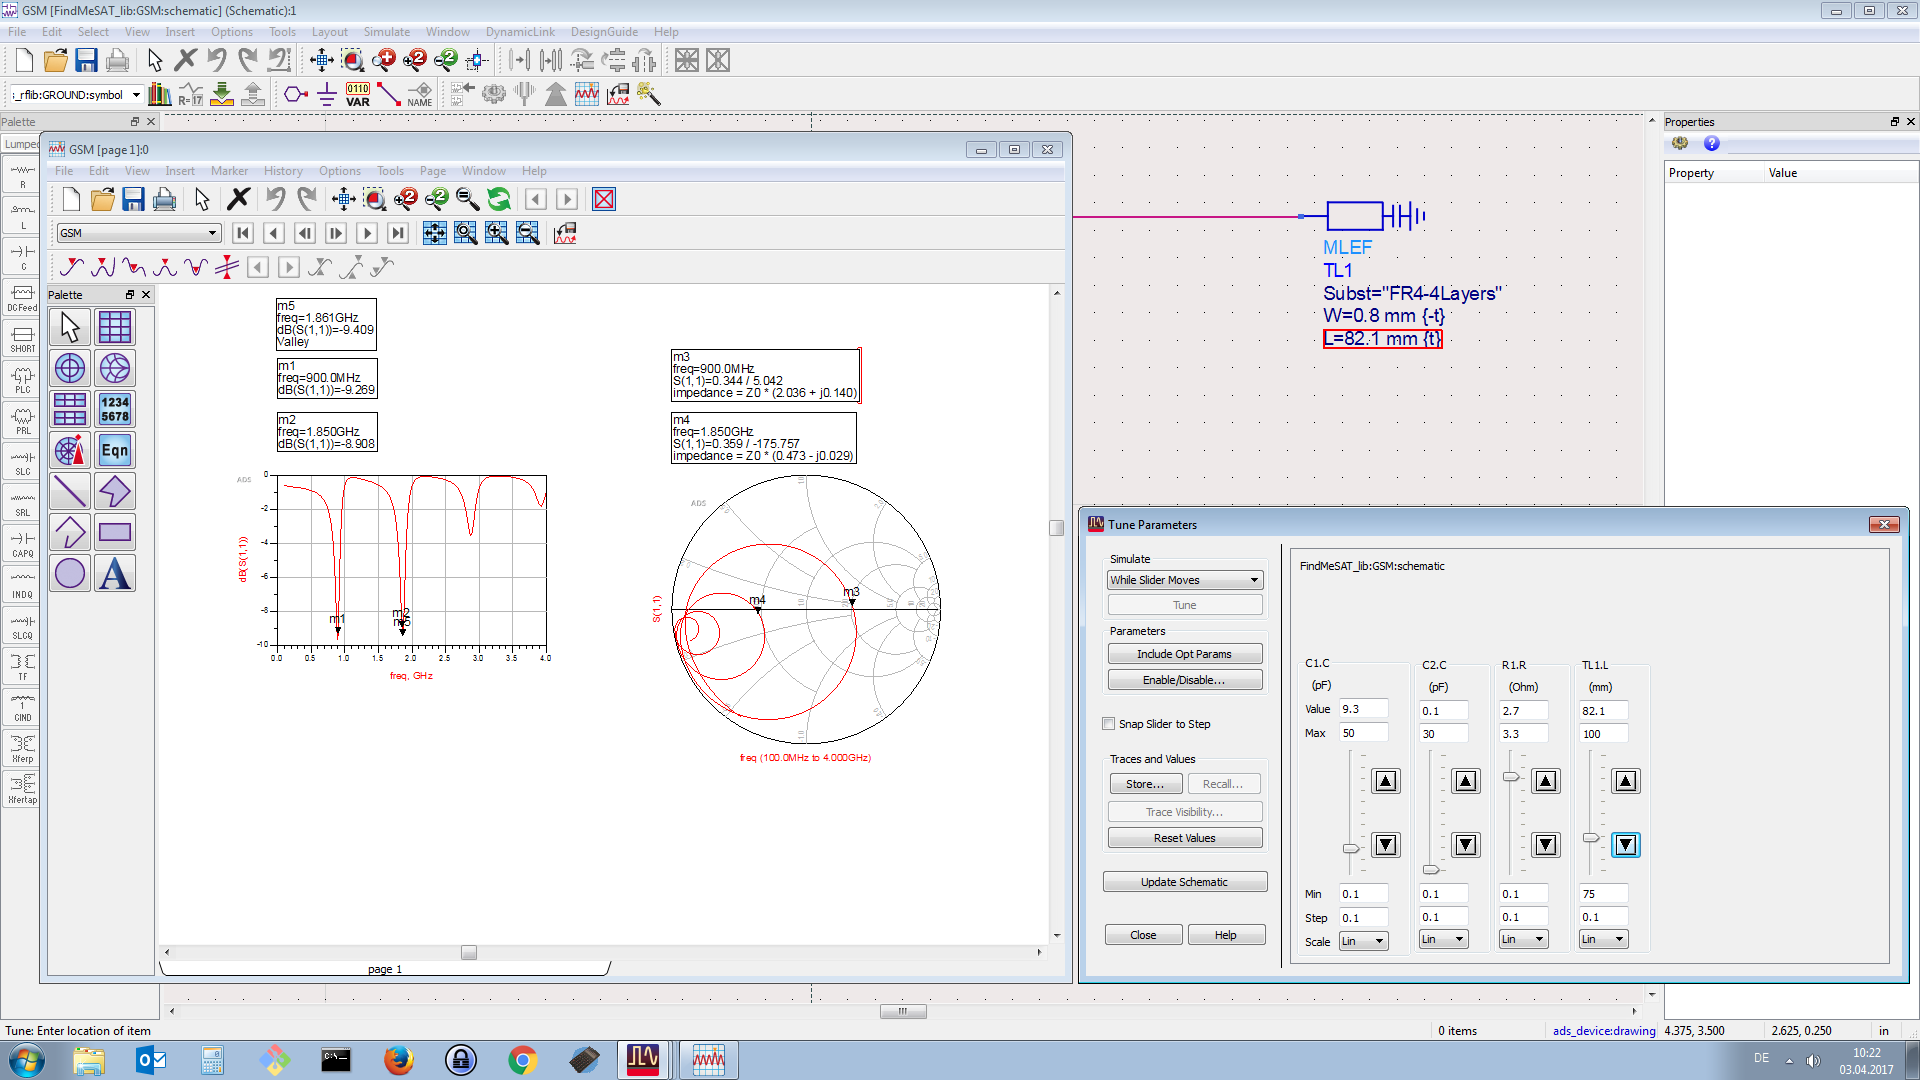 GSM [FindMeSAT_lib:GSM:schematic] (Schematic):1
File Edit Select View Insert Options Tools Layout Simulate Window DynamicLink DesignGuide Help
:_rflib:GROUND:symbol
R=17
0110
VAR
NAME
Palette
Lumped
R
L
C
DCFeed
SHORT
PLC
PRL
SLC
SRL
CAPQ
INDQ
SLCQ
TF
CIND
Xferp
Xfertap
GSM [page 1]:0
File Edit View Insert Marker History Options Tools Page Window Help
GSM
Palette
1234
5678
Eqn
A
m5
freq=1.861GHz
dB(S(1,1))=-9.409
Valley
m1
freq=900.0MHz
dB(S(1,1))=-9.269
m2
freq=1.850GHz
dB(S(1,1))=-8.908
m3
freq=900.0MHz
S(1,1)=0.344 / 5.042
impedance = Z0 * (2.036 + j0.140)
m4
freq=1.850GHz
S(1,1)=0.359 / -175.757
impedance = Z0 * (0.473 - j0.029)
ADS
dB(S(1,1))
0
-2
-4
-6
-8
-10
m1
m2
m5
0.0 0.5 1.0 1.5 2.0 2.5 3.0 3.5 4.0
freq, GHz
ADS
S(1,1)
m4
m3
freq (100.0MHz to 4.000GHz)
page 1
MLEF
TL1
Subst="FR4-4Layers"
W=0.8 mm {-t}
L=82.1 mm {t}
Properties
Property Value
Tune Parameters
Simulate
While Slider Moves
Tune
Parameters
Include Opt Params
Enable/Disable...
Snap Slider to Step
Traces and Values
Store... Recall...
Trace Visibility...
Reset Values
Update Schematic
Close Help
FindMeSAT_lib:GSM:schematic
C1.C C2.C R1.R TL1.L
(pF) (pF) (Ohm) (mm)
Value 9.3 0.1 2.7 82.1
Max 50 30 3.3 100
Min 0.1 0.1 0.1 75
Step 0.1 0.1 0.1 0.1
Scale Lin Lin Lin Lin
Tune: Enter location of item
0 items
ads_device:drawing
4.375, 3.500
2.625, 0.250
in
C:\
DE
10:22
03.04.2017